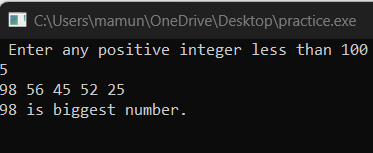 C:\Users\mamun\OneDrive\Desktop\practice.exe
Enter any positive integer less than 100
5
98 56 45 52 25
98 is biggest number.